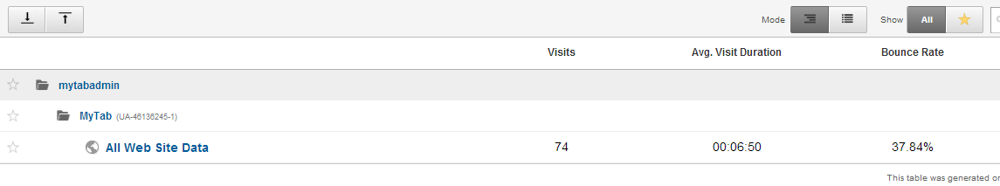 Mode Show All
Visits Avg. Visit Duration Bounce Rate
mytabadmin
MyTab (UA-46136245-1)
All Web Site Data 74 00:06:50 37.84%
This table was generated on